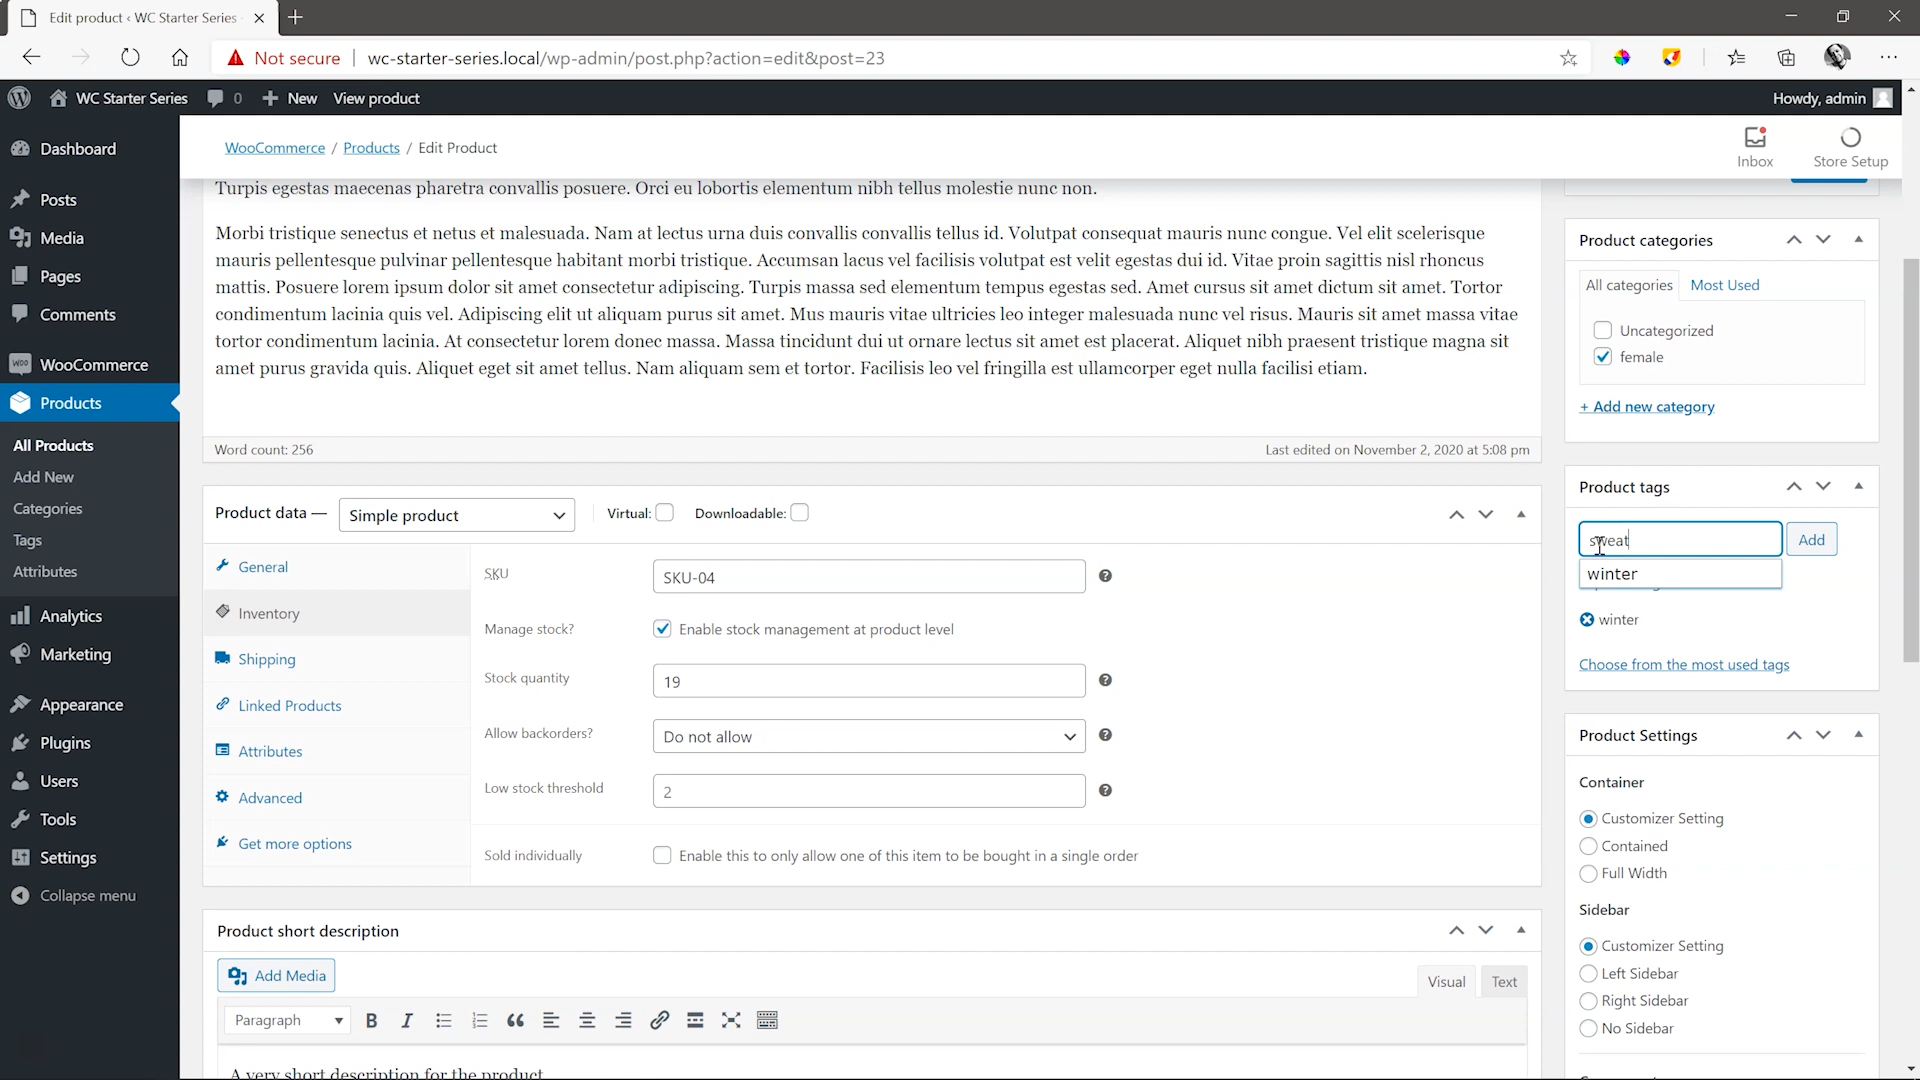 Edit product ‹ WC Starter Series
Not secure
wc-starter-series.local/wp-admin/post.php?action=edit&post=23
WC Starter Series
0
New
View product
Howdy, admin
WooCommerce / Products / Edit Product
Inbox
Store Setup
Dashboard
Posts
Media
Pages
Comments
WooCommerce
Products
All Products
Add New
Categories
Tags
Attributes
Analytics
Marketing
Appearance
Plugins
Users
Tools
Settings
Collapse menu
Turpis egestas maecenas pharetra convallis posuere. Orci eu lobortis elementum nibh tellus molestie nunc non.
Morbi tristique senectus et netus et malesuada. Nam at lectus urna duis convallis convallis tellus id. Volutpat consequat mauris nunc congue. Vel elit scelerisque
mauris pellentesque pulvinar pellentesque habitant morbi tristique. Accumsan lacus vel facilisis volutpat est velit egestas dui id. Vitae proin sagittis nisl rhoncus
mattis. Posuere lorem ipsum dolor sit amet consectetur adipiscing. Turpis massa sed elementum tempus egestas sed. Amet cursus sit amet dictum sit amet. Tortor
condimentum lacinia quis vel. Adipiscing elit ut aliquam purus sit amet. Mus mauris vitae ultricies leo integer malesuada nunc vel risus. Mauris sit amet massa vitae
tortor condimentum lacinia. At consectetur lorem donec massa. Massa tincidunt dui ut ornare lectus sit amet est placerat. Aliquet nibh praesent tristique magna sit
amet purus gravida quis. Aliquet eget sit amet tellus. Nam aliquam sem et tortor. Facilisis leo vel fringilla est ullamcorper eget nulla facilisi etiam.
Word count: 256
Last edited on November 2, 2020 at 5:08 pm
Product data —
Simple product
Virtual:
Downloadable:
General
Inventory
Shipping
Linked Products
Attributes
Advanced
Get more options
SKU
SKU-04
Manage stock?
Enable stock management at product level
Stock quantity
19
Allow backorders?
Do not allow
Low stock threshold
2
Sold individually
Enable this to only allow one of this item to be bought in a single order
Product short description
Add Media
Visual
Text
Paragraph
A very short description for the product
Product categories
All categories
Most Used
Uncategorized
female
+ Add new category
Product tags
sweat
Add
winter
winter
Choose from the most used tags
Product Settings
Container
Customizer Setting
Contained
Full Width
Sidebar
Customizer Setting
Left Sidebar
Right Sidebar
No Sidebar